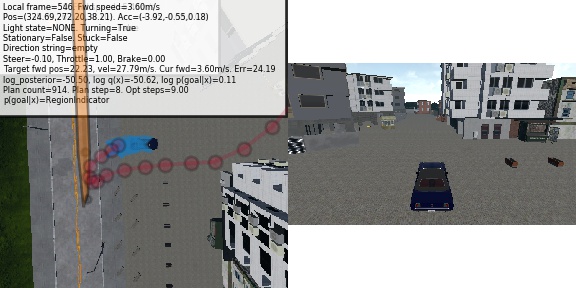 Local frame=546. Fwd speed=3.60m/s
Pos=(324.69,272.20,38.21). Acc=(-3.92,-0.55,0.18)
Light state=NONE. Turning=True
Stationary=False, Stuck=False
Direction string=empty
Steer=-0.10, Throttle=1.00, Brake=0.00
Target fwd pos=22.23, vel=27.79m/s. Cur fwd=3.60m/s. Err=24.19
log_posterior=-50.50, log q(x)=-50.62, log p(goal|x)=0.11
Plan count=914. Plan step=8. Opt steps=9.00
p(goal|x)=RegionIndicator